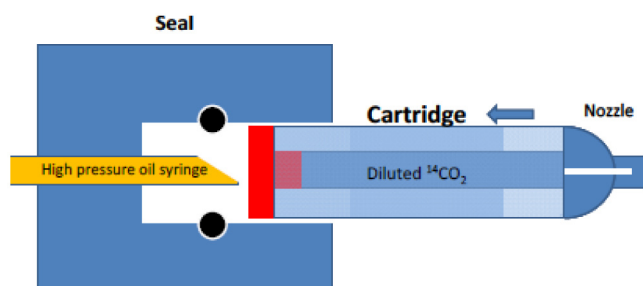 Seal
Cartridge
Nozzle
High pressure oil syringe
Diluted ¹⁴CO₂